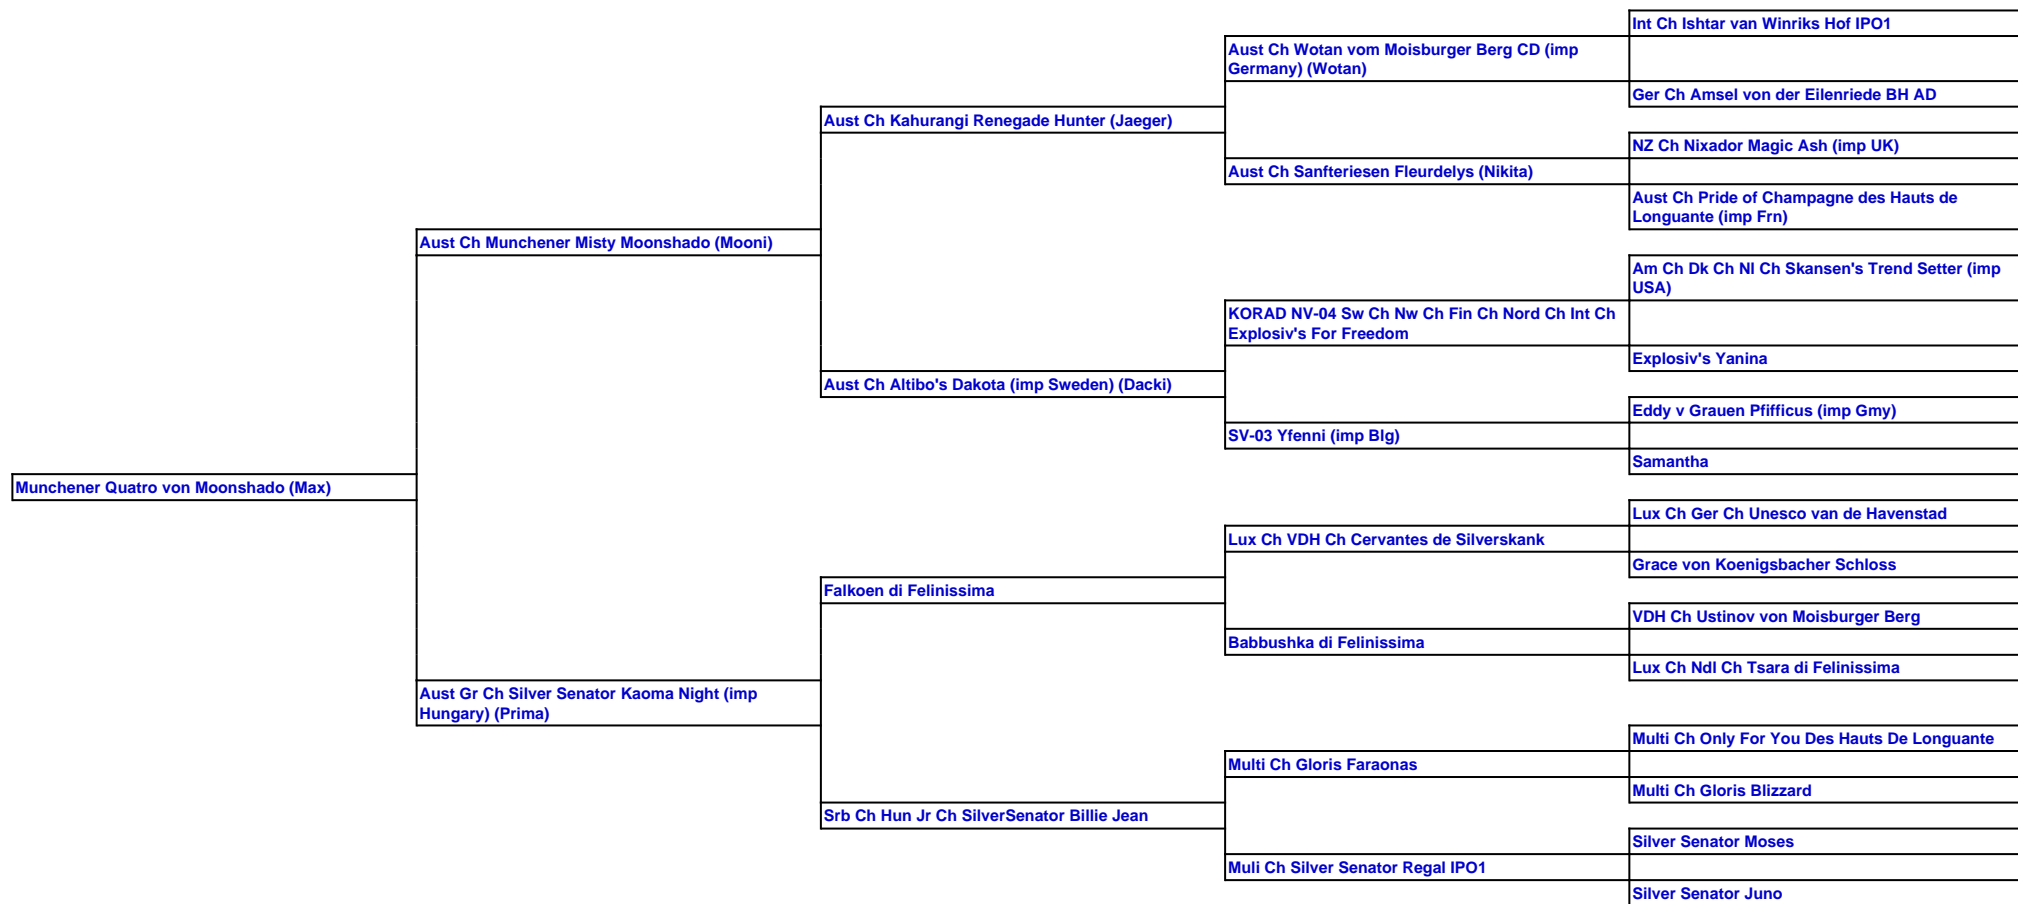 Int Ch Ishtar van Winriks Hof IPO1
Aust Ch Wotan vom Moisburger Berg CD (imp
Germany) (Wotan)
Ger Ch Amsel von der Eilenriede BH AD
Aust Ch Kahurangi Renegade Hunter (Jaeger)
NZ Ch Nixador Magic Ash (imp UK)
Aust Ch Sanfteriesen Fleurdelys (Nikita)
Aust Ch Pride of Champagne des Hauts de
Longuante (imp Frn)
Aust Ch Munchener Misty Moonshado (Mooni)
Am Ch Dk Ch Nl Ch Skansen's Trend Setter (imp
USA)
KORAD NV-04 Sw Ch Nw Ch Fin Ch Nord Ch Int Ch
Explosiv's For Freedom
Explosiv's Yanina
Aust Ch Altibo's Dakota (imp Sweden) (Dacki)
Eddy v Grauen Pfifficus (imp Gmy)
SV-03 Yfenni (imp Blg)
Samantha
Munchener Quatro von Moonshado (Max)
Lux Ch Ger Ch Unesco van de Havenstad
Lux Ch VDH Ch Cervantes de Silverskank
Grace von Koenigsbacher Schloss
Falkoen di Felinissima
VDH Ch Ustinov von Moisburger Berg
Babbushka di Felinissima
Lux Ch Ndl Ch Tsara di Felinissima
Aust Gr Ch Silver Senator Kaoma Night (imp
Hungary) (Prima)
Multi Ch Only For You Des Hauts De Longuante
Multi Ch Gloris Faraonas
Multi Ch Gloris Blizzard
Srb Ch Hun Jr Ch SilverSenator Billie Jean
Silver Senator Moses
Muli Ch Silver Senator Regal IPO1
Silver Senator Juno